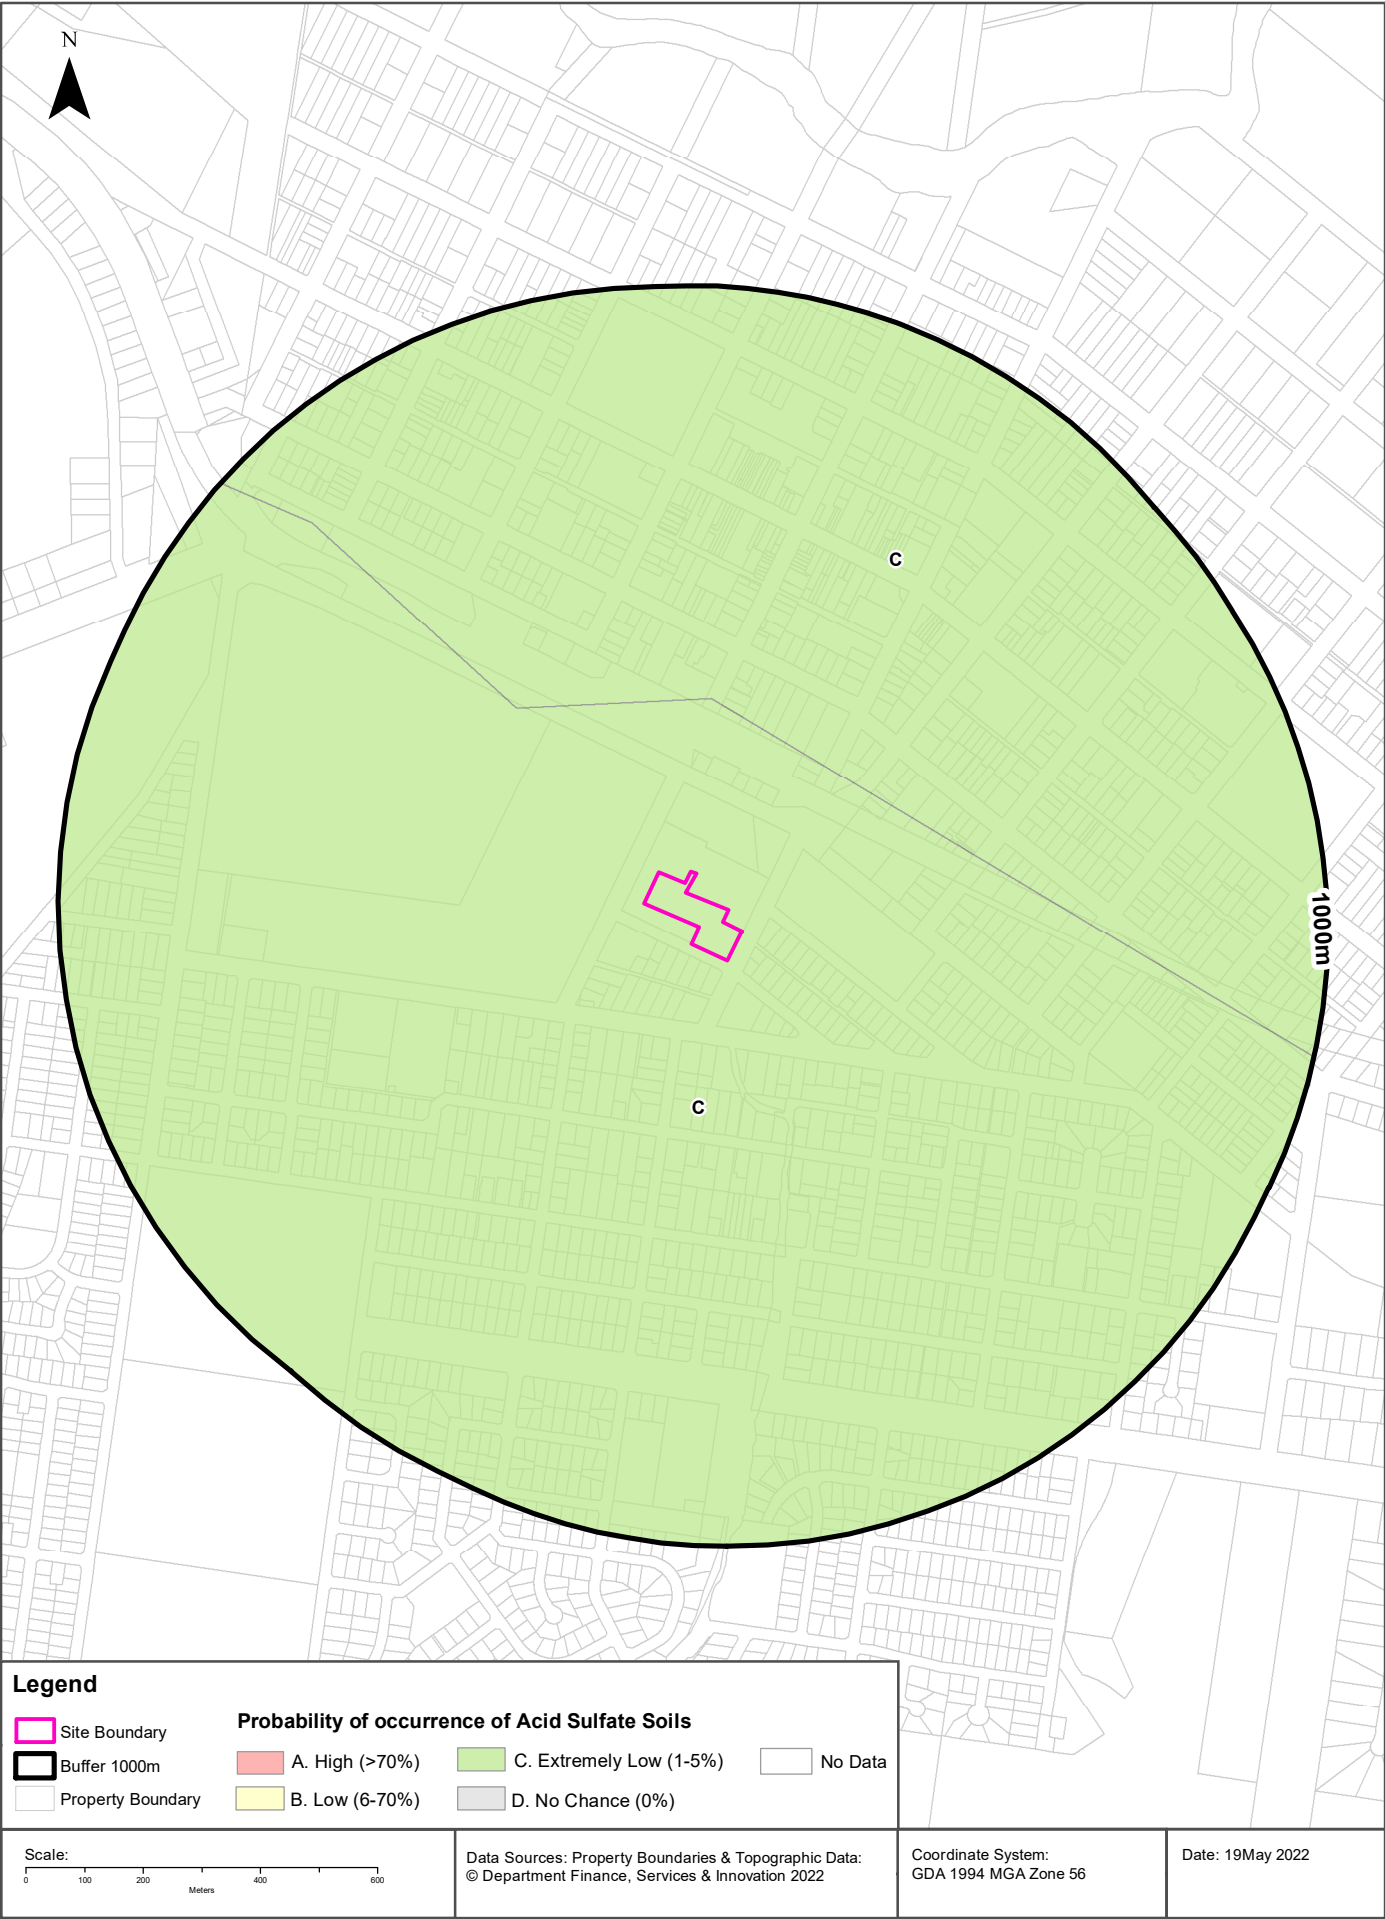 N
C
1000m
C
Legend
Site Boundary
Buffer 1000m
Property Boundary
Probability of occurrence of Acid Sulfate Soils
A. High (>70%)
C. Extremely Low (1-5%)
No Data
B. Low (6-70%)
D. No Chance (0%)
Scale:
0 100 200 400 600
Meters
Data Sources: Property Boundaries & Topographic Data:
© Department Finance, Services & Innovation 2022
Coordinate System:
GDA 1994 MGA Zone 56
Date: 19May 2022